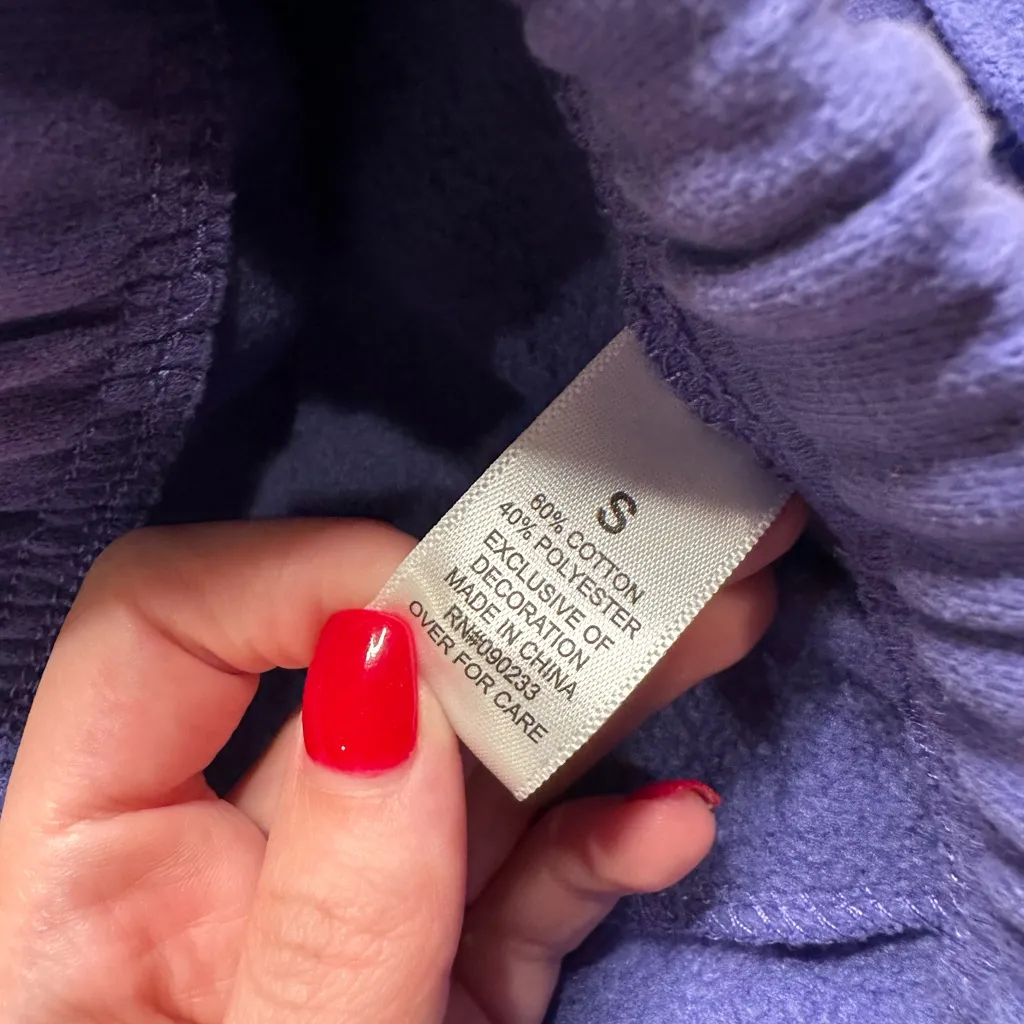 S
60% COTTON
40% POLYESTER
EXCLUSIVE OF
DECORATION
MADE IN CHINA
RN#090233
OVER FOR CARE